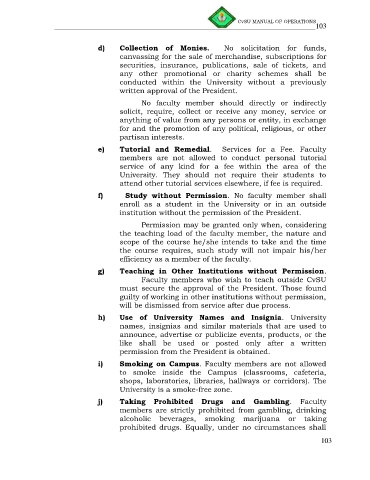 CvSU MANUAL OF OPERATIONS
103
d) Collection of Monies. No solicitation for funds,
canvassing for the sale of merchandise, subscriptions for
securities, insurance, publications, sale of tickets, and
any other promotional or charity schemes shall be
conducted within the University without a previously
written approval of the President.
No faculty member should directly or indirectly
solicit, require, collect or receive any money, service or
anything of value from any persons or entity, in exchange
for and the promotion of any political, religious, or other
partisan interests.
e) Tutorial and Remedial. Services for a Fee. Faculty
members are not allowed to conduct personal tutorial
service of any kind for a fee within the area of the
University. They should not require their students to
attend other tutorial services elsewhere, if fee is required.
f) Study without Permission. No faculty member shall
enroll as a student in the University or in an outside
institution without the permission of the President.
Permission may be granted only when, considering
the teaching load of the faculty member, the nature and
scope of the course he/she intends to take and the time
the course requires, such study will not impair his/her
efficiency as a member of the faculty.
g) Teaching in Other Institutions without Permission.
Faculty members who wish to teach outside CvSU
must secure the approval of the President. Those found
guilty of working in other institutions without permission,
will be dismissed from service after due process.
h) Use of University Names and Insignia. University
names, insignias and similar materials that are used to
announce, advertise or publicize events, products, or the
like shall be used or posted only after a written
permission from the President is obtained.
i) Smoking on Campus. Faculty members are not allowed
to smoke inside the Campus (classrooms, cafeteria,
shops, laboratories, libraries, hallways or corridors). The
University is a smoke-free zone.
j) Taking Prohibited Drugs and Gambling. Faculty
members are strictly prohibited from gambling, drinking
alcoholic beverages, smoking marijuana or taking
prohibited drugs. Equally, under no circumstances shall
103